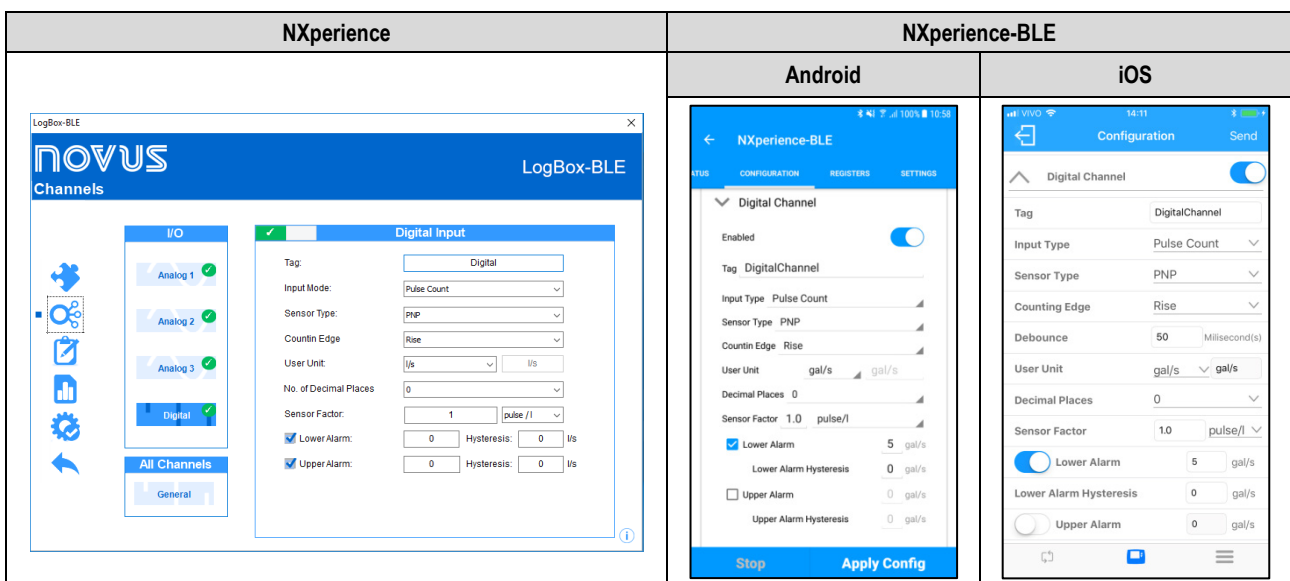 NXperience
NXperience-BLE
Android
iOS
LogBox-BLE
NOVUS
Channels
LogBox-BLE
I/O
Analog 1
Analog 2
Analog 3
Digital
All Channels
General
Digital Input
Tag: Digital
Input Mode: Pulse Count
Sensor Type: PNP
Countin Edge Rise
User Unit: l/s l/s
No. of Decimal Places 0
Sensor Factor: 1 pulse / l
Lower Alarm: 0 Hysteresis: 0 l/s
Upper Alarm: 0 Hysteresis: 0 l/s
100% 10:58
NXperience-BLE
ATUS CONFIGURATION REGISTERS SETTINGS
Digital Channel
Enabled
Tag DigitalChannel
Input Type Pulse Count
Sensor Type PNP
Countin Edge Rise
User Unit gal/s gal/s
Decimal Places 0
Sensor Factor 1.0 pulse/l
Lower Alarm 5 gal/s
Lower Alarm Hysteresis 0 gal/s
Upper Alarm 0 gal/s
Upper Alarm Hysteresis 0 gal/s
Stop Apply Config
VIVO 14:11
Configuration Send
Digital Channel
Tag DigitalChannel
Input Type Pulse Count
Sensor Type PNP
Counting Edge Rise
Debounce 50 Milisecond(s)
User Unit gal/s gal/s
Decimal Places 0
Sensor Factor 1.0 pulse/l
Lower Alarm 5 gal/s
Lower Alarm Hysteresis 0 gal/s
Upper Alarm 0 gal/s